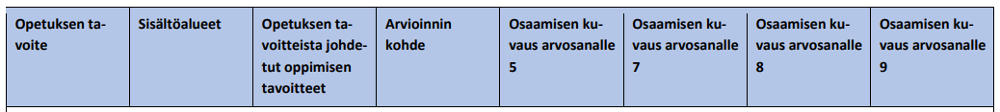 Opetuksen ta-
voite
Sisältöalueet
Opetuksen ta-
voitteista johde-
tut oppimisen
tavoitteet
Arvioinnin
kohde
Osaamisen ku-
vaus arvosanalle
5
Osaamisen ku-
vaus arvosanalle
7
Osaamisen ku-
vaus arvosanalle
8
Osaamisen ku-
vaus arvosanalle
9